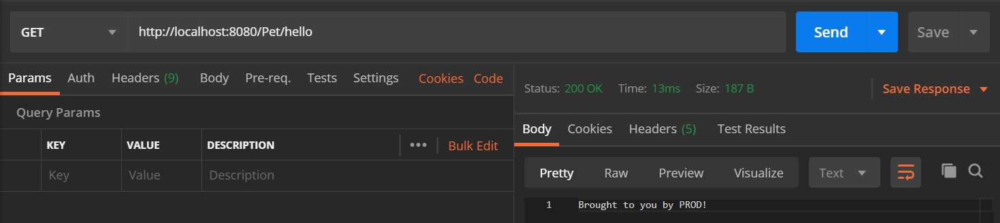 GET http://localhost:8080/Pet/hello Send Save
Params Auth Headers (9) Body Pre-req. Tests Settings Cookies Code
Status: 200 OK Time: 13ms Size: 187 B Save Response
Query Params
KEY VALUE DESCRIPTION ••• Bulk Edit
Key Value Description
Body Cookies Headers (5) Test Results
Pretty Raw Preview Visualize Text
1 Brought to you by PROD!